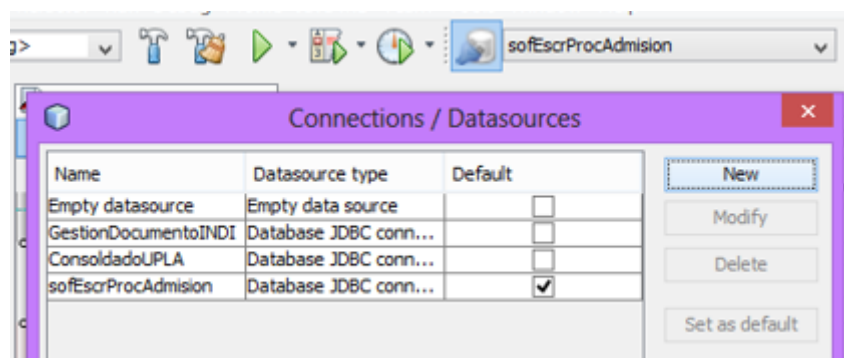 sofEscrProcAdmision
Connections / Datasources
Name Datasource type Default
New
Empty datasource Empty data source
Modify
GestionDocumentoINDI Database JDBC conn...
ConsoldadoUPLA Database JDBC conn...
Delete
sofEscrProcAdmision Database JDBC conn...
Set as default